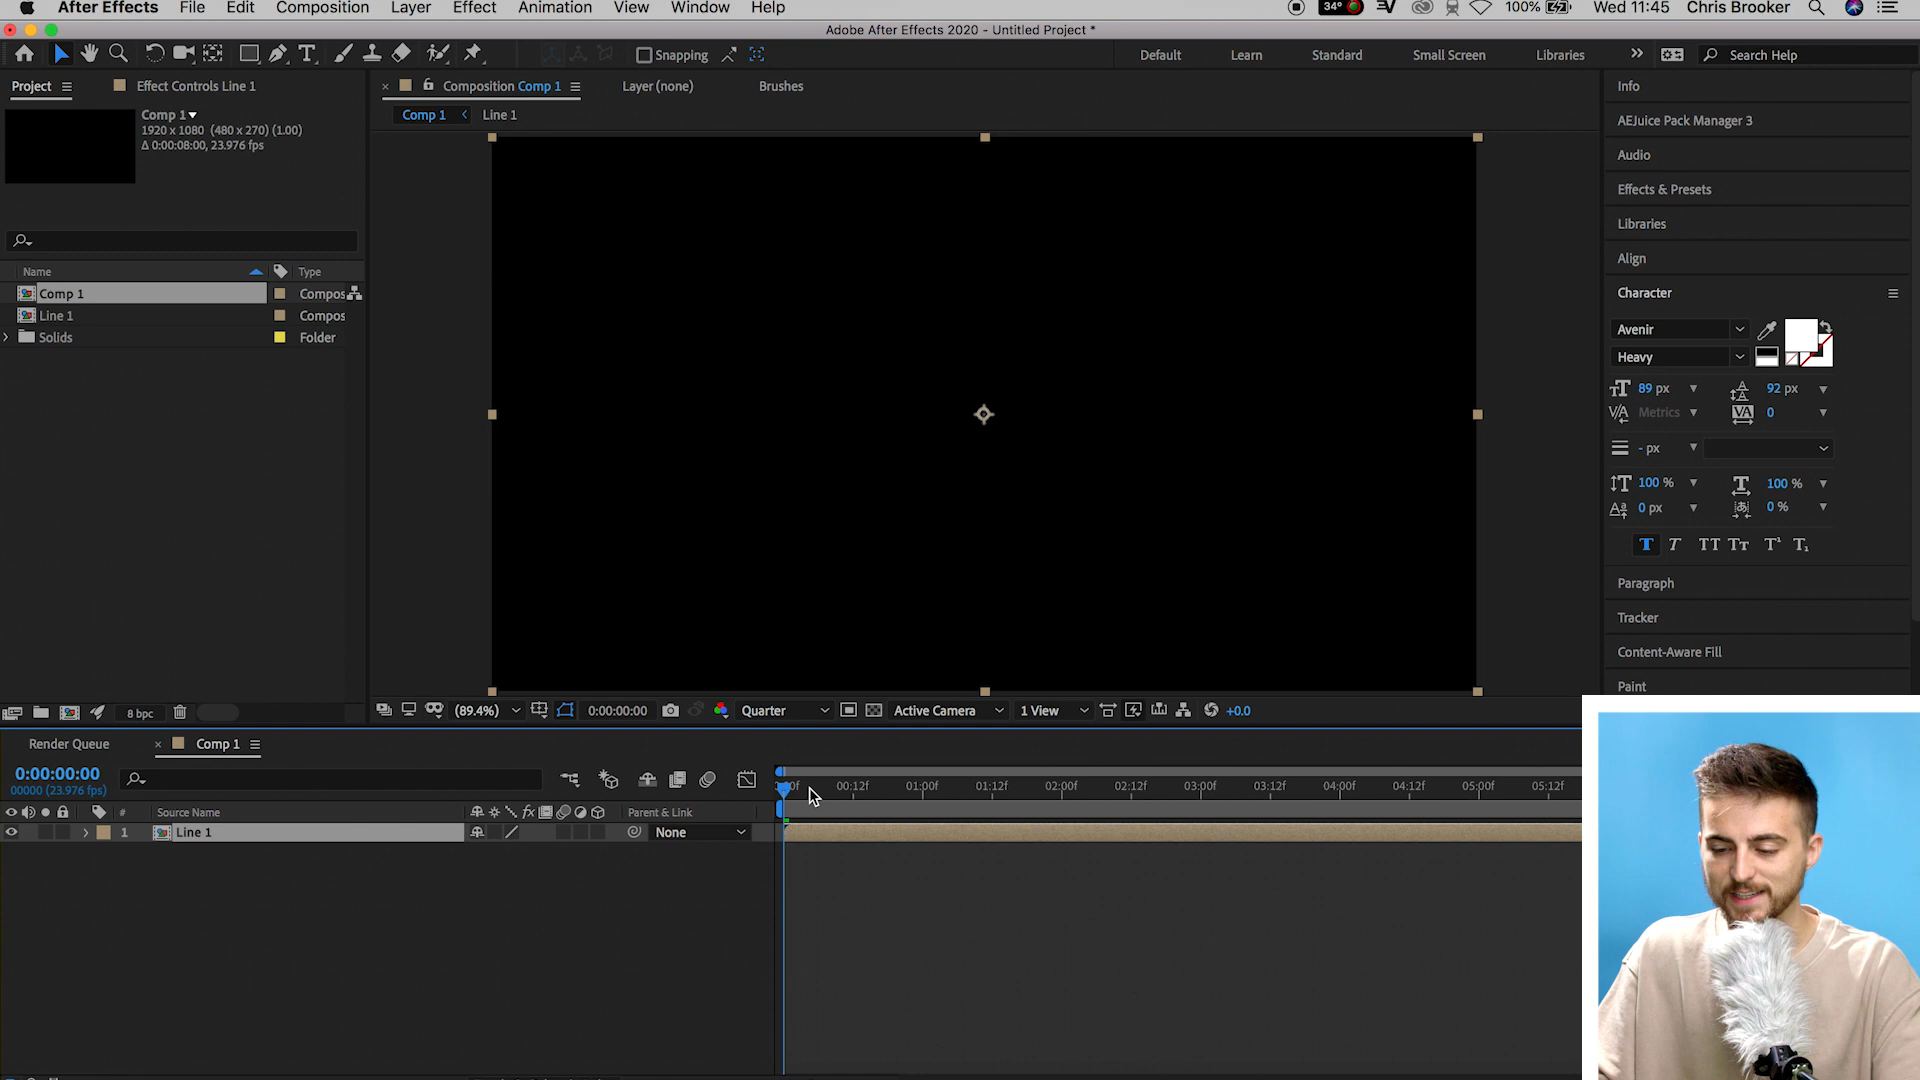 After Effects File Edit Composition Layer Effect Animation View Window Help 34° 100% Wed 11:45 Chris Brooker
Adobe After Effects 2020 - Untitled Project *
Snapping Default Learn Standard Small Screen Libraries Search Help
Project Effect Controls Line 1 Composition Comp 1 Layer (none) Brushes
Comp 1 Line 1
Comp 1
1920 x 1080 (480 x 270) (1.00)
Δ 0:00:08:00, 23.976 fps
Name Type
Comp 1 Compos
Line 1 Compos
Solids Folder
Info
AEJuice Pack Manager 3
Audio
Effects & Presets
Libraries
Align
Character
Avenir
Heavy
89 px 92 px
Metrics 0
- px
100 % 100 %
0 px 0 %
T T TT Tт T¹ T₁
Paragraph
Tracker
Content-Aware Fill
Paint
8 bpc
(89.4%) 0:00:00:00 Quarter Active Camera 1 View +0.0
Render Queue Comp 1
0:00:00:00
00000 (23.976 fps)
00f 00:12f 01:00f 01:12f 02:00f 02:12f 03:00f 03:12f 04:00f 04:12f 05:00f 05:12f
# Source Name fx Parent & Link
1 Line 1 None